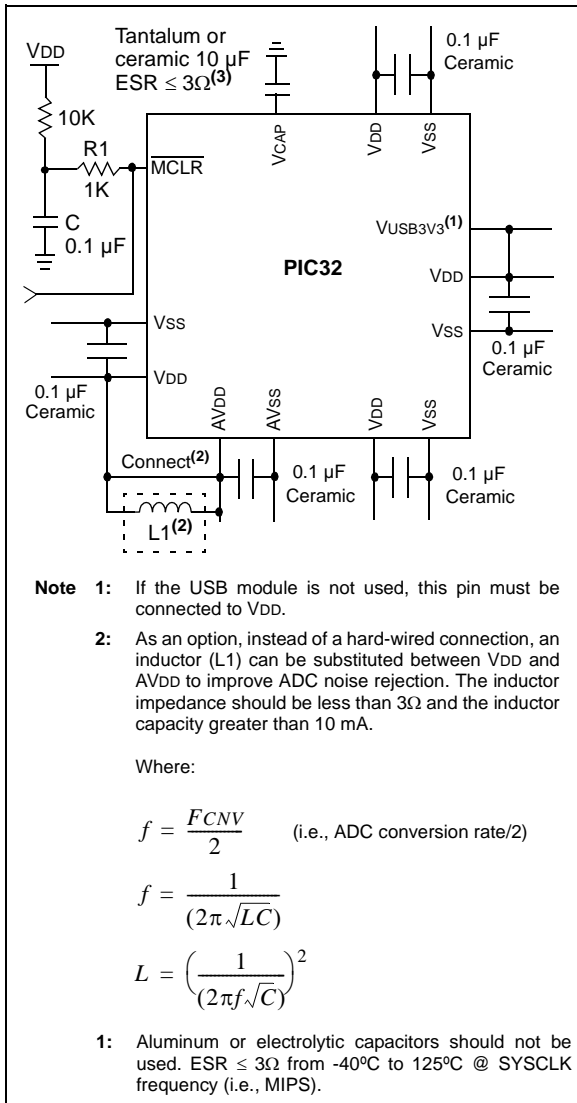 VDD
Tantalum or
ceramic 10 µF
ESR ≤ 3Ω(3)
0.1 µF
Ceramic
10K
R1
1K
C
0.1 µF
MCLR
VCAP
VDD
VSS
VUSB3V3(1)
PIC32
VDD
VSS
0.1 µF
Ceramic
VSS
VDD
0.1 µF
Ceramic
AVDD
AVSS
VDD
VSS
Connect(2)
0.1 µF
Ceramic
0.1 µF
Ceramic
L1(2)
Note 1: If the USB module is not used, this pin must be
connected to VDD.
2: As an option, instead of a hard-wired connection, an
inductor (L1) can be substituted between VDD and
AVDD to improve ADC noise rejection. The inductor
impedance should be less than 3Ω and the inductor
capacity greater than 10 mA.
Where:
f = FCNV / 2 (i.e., ADC conversion rate/2)
f = 1 / (2π√LC)
L = (1 / (2πf√C))²
1: Aluminum or electrolytic capacitors should not be
used. ESR ≤ 3Ω from -40ºC to 125ºC @ SYSCLK
frequency (i.e., MIPS).